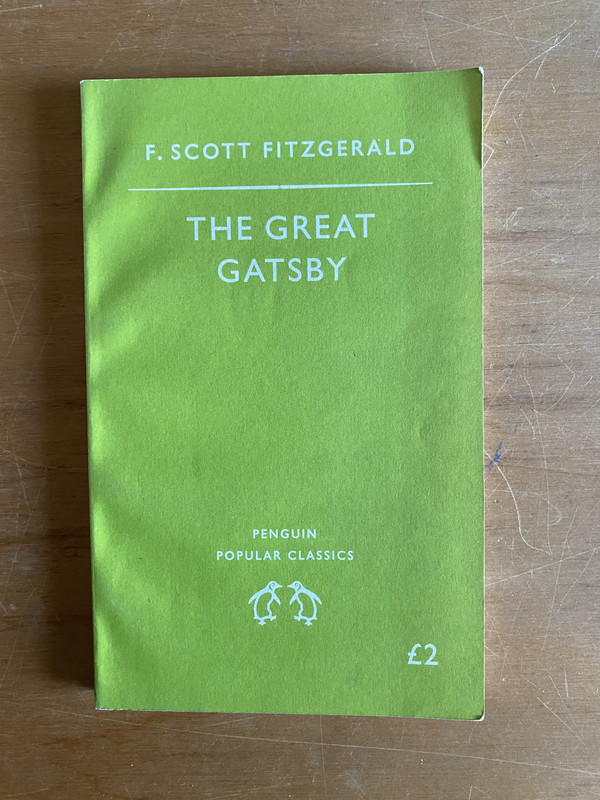 F. SCOTT FITZGERALD
THE GREAT
GATSBY
PENGUIN
POPULAR CLASSICS
£2